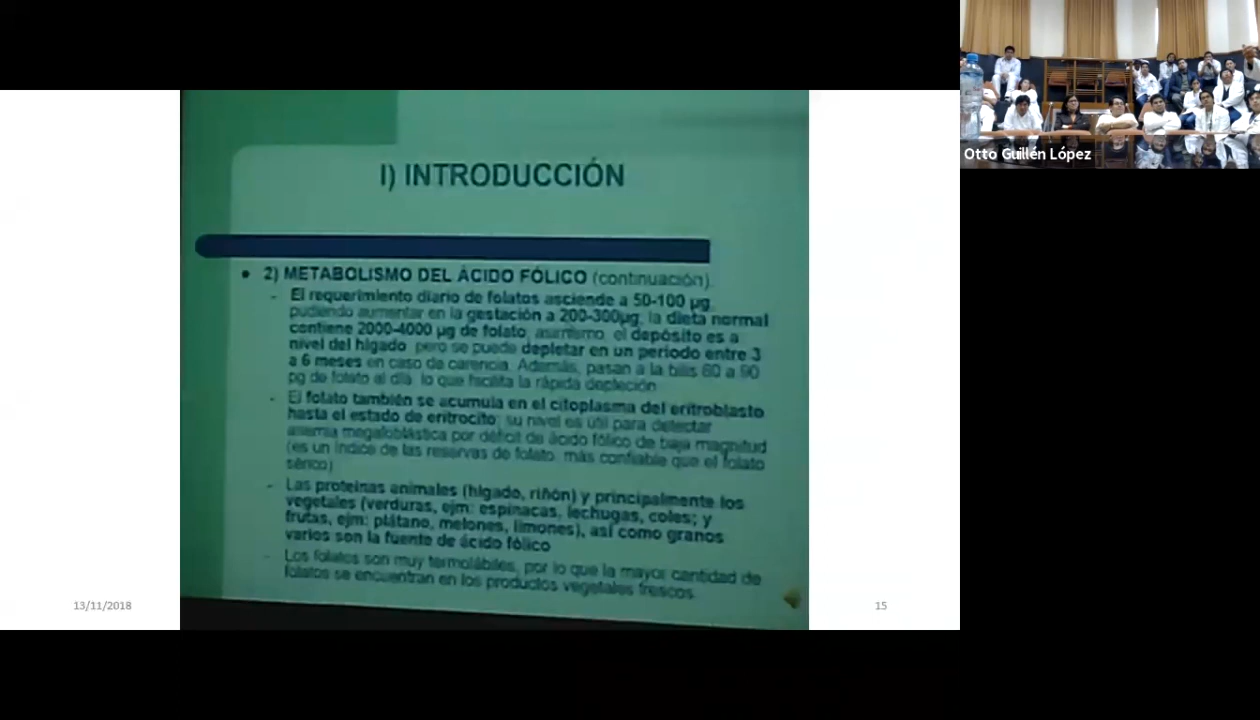 I) INTRODUCCIÓN
• 2) METABOLISMO DEL ÁCIDO FÓLICO (continuación).
- El requerimiento diario de folatos asciende a 50-100 µg,
pudiendo aumentar en la gestación a 200-300µg; la dieta normal
contiene 2000-4000 µg de folato; asimismo, el depósito es a
nivel del hígado, pero se puede depletar en un período entre 3
a 6 meses en caso de carencia. Además, pasan a la bilis 60 a 90
µg de folato al día, lo que facilita la rápida depleción.
- El folato también se acumula en el citoplasma del eritroblasto
hasta el estado de eritrocito; su nivel es útil para detectar
anemia megaloblástica por déficit de ácido fólico de baja magnitud
(es un índice de las reservas de folato, más confiable que el folato
sérico).
- Las proteínas animales (hígado, riñón) y principalmente los
vegetales (verduras, ejm: espinacas, lechugas, coles; y
frutas, ejm: plátano, melones, limones), así como granos
varios son la fuente de ácido fólico
- Los folatos son muy termolábiles, por lo que la mayor cantidad de
folatos se encuentran en los productos vegetales frescos.
13/11/2018
15
Otto Guillén López